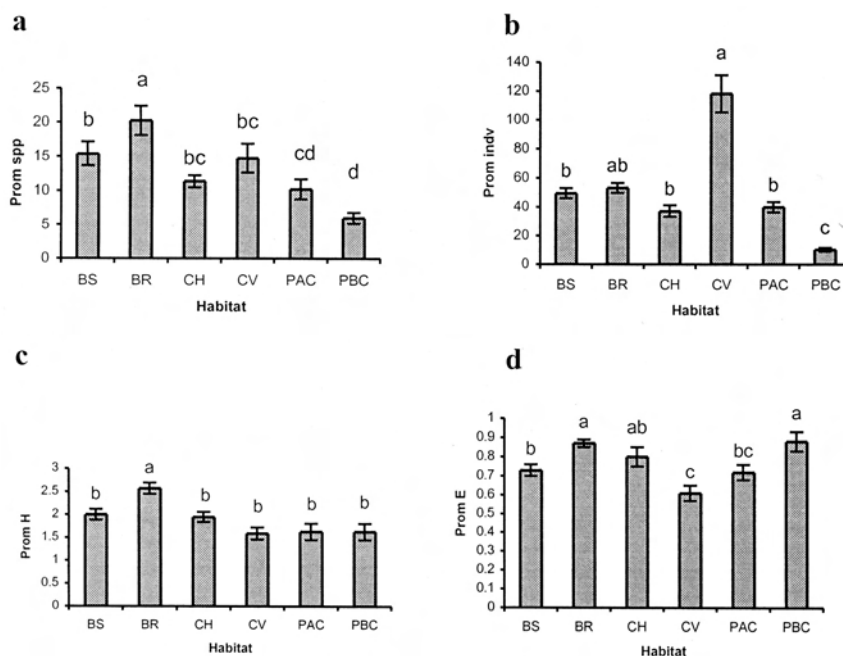 a
b
a
b
bc
bc
cd
d
25
20
15
10
5
0
Prom spp
BS BR CH CV PAC PBC
Habitat
b
ab
b
a
b
c
140
120
100
80
60
40
20
0
Prom indv
BS BR CH CV PAC PBC
Habitat
c
b
a
b
b
b
b
3
2.5
2
1.5
1
0.5
0
Prom H
BS BR CH CV PAC PBC
Habitat
d
b
a
ab
c
bc
a
1
0.9
0.8
0.7
0.6
0.5
0.4
0.3
0.2
0.1
0
Prom E
BS BR CH CV PAC PBC
Habitat